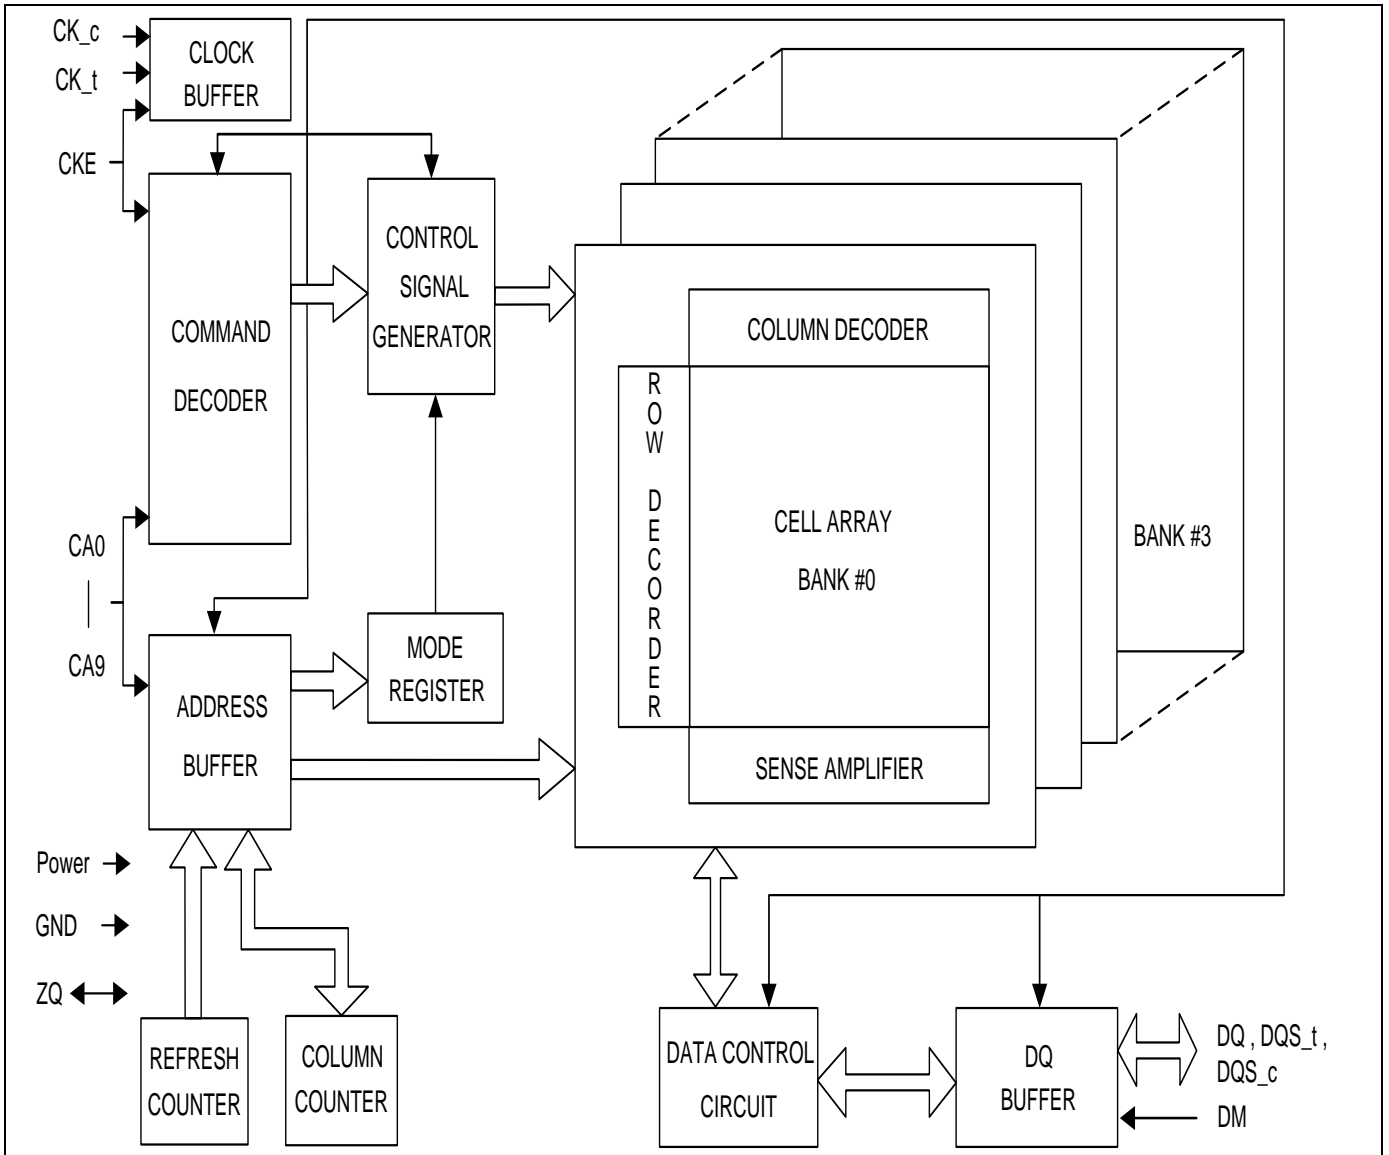 CK_c
CK_t
CKE
CLOCK
BUFFER
COMMAND
DECODER
CONTROL
SIGNAL
GENERATOR
CA0
CA9
ADDRESS
BUFFER
MODE
REGISTER
COLUMN DECODER
ROW DECORDER
CELL ARRAY
BANK #0
SENSE AMPLIFIER
BANK #3
Power
GND
ZQ
REFRESH
COUNTER
COLUMN
COUNTER
DATA CONTROL
CIRCUIT
DQ
BUFFER
DQ , DQS_t ,
DQS_c
DM